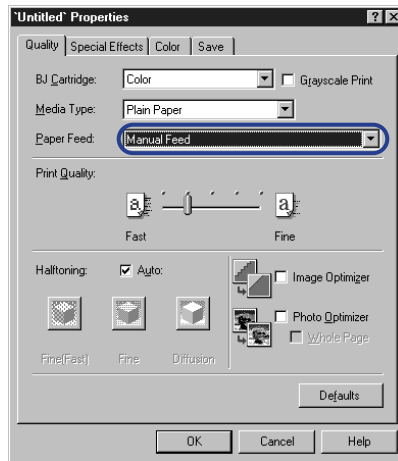 `Untitled` Properties
Quality Special Effects Color Save
BJ Cartridge: Color Grayscale Print
Media Type: Plain Paper
Paper Feed: Manual Feed
Print Quality:
a a
Fast Fine
Halftoning: Auto: Image Optimizer
Photo Optimizer
Whole Page
Fine(Fast) Fine Diffusion
Defaults
OK Cancel Help